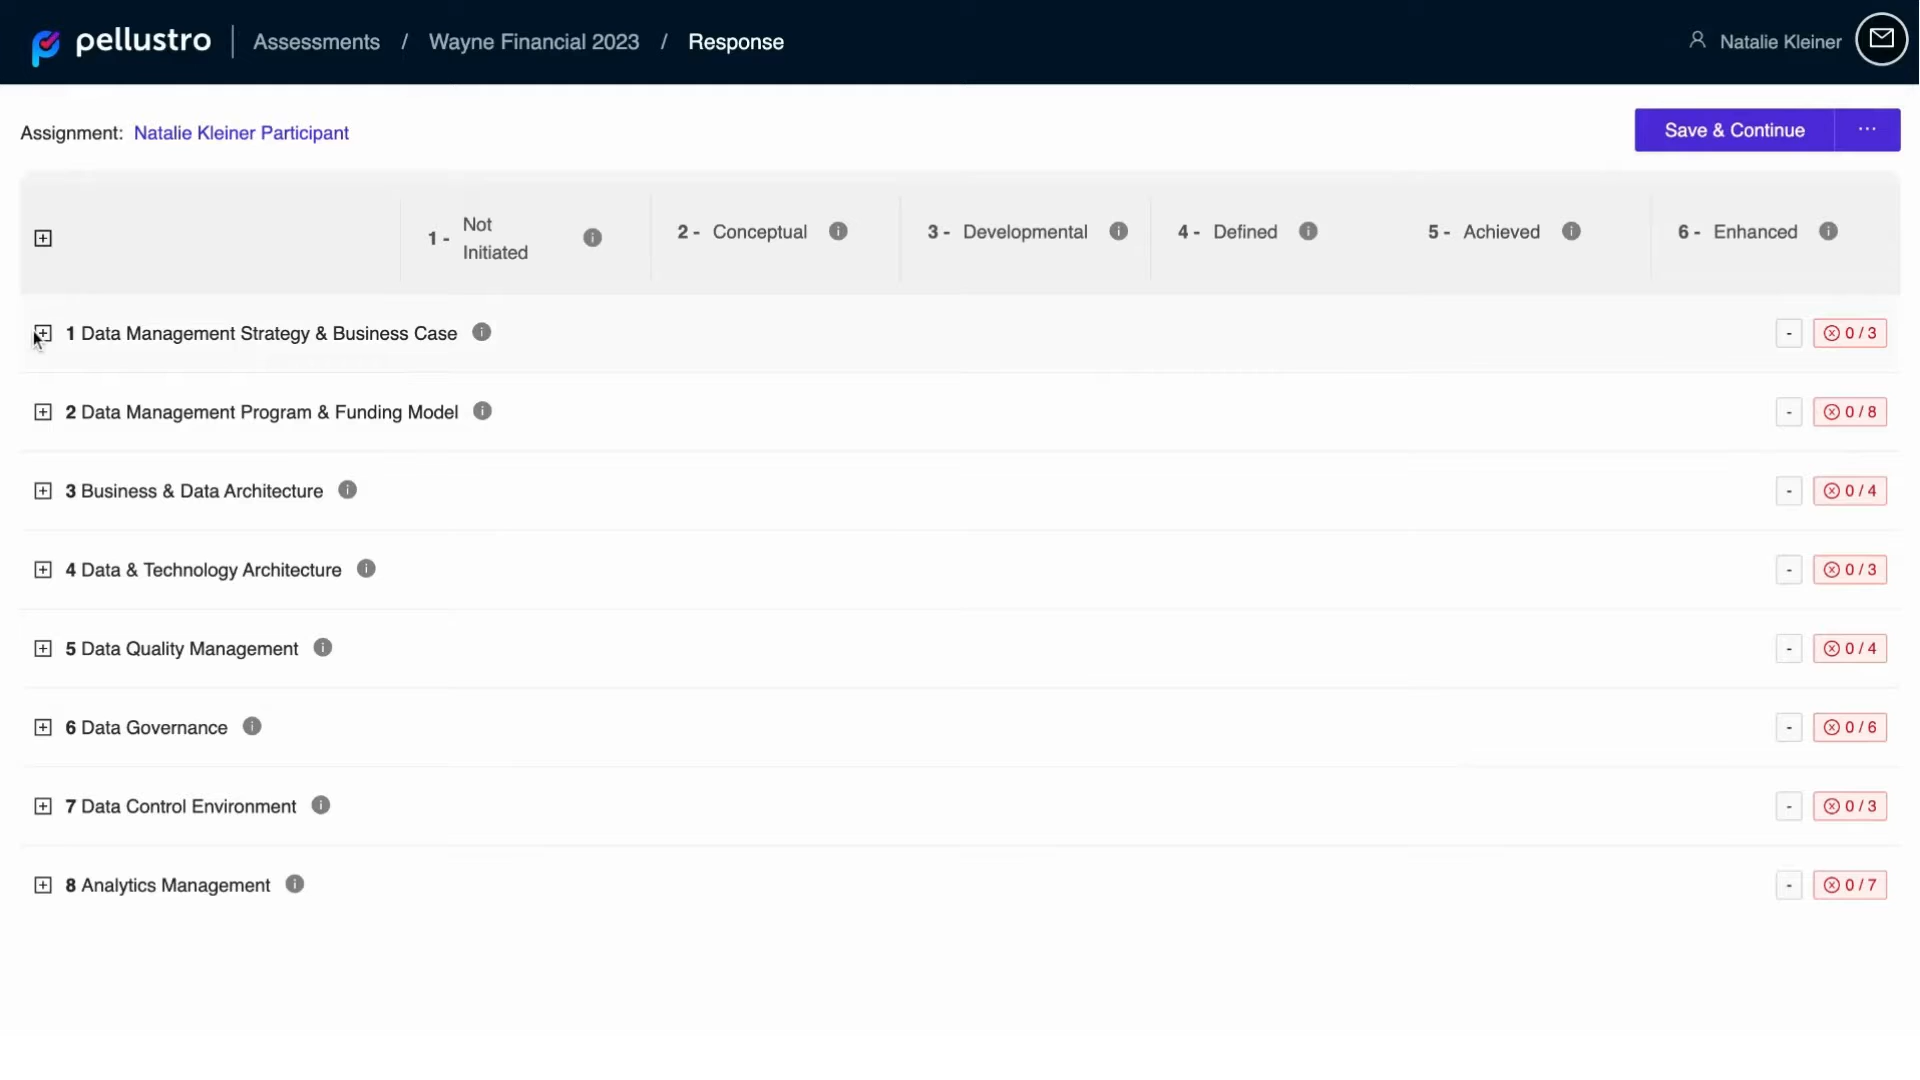 pellustro Assessments / Wayne Financial 2023 / Response Natalie Kleiner
Assignment: Natalie Kleiner Participant Save & Continue ...
1 - Not Initiated 2 - Conceptual 3 - Developmental 4 - Defined 5 - Achieved 6 - Enhanced
1 Data Management Strategy & Business Case - 0 / 3
2 Data Management Program & Funding Model - 0 / 8
3 Business & Data Architecture - 0 / 4
4 Data & Technology Architecture - 0 / 3
5 Data Quality Management - 0 / 4
6 Data Governance - 0 / 6
7 Data Control Environment - 0 / 3
8 Analytics Management - 0 / 7